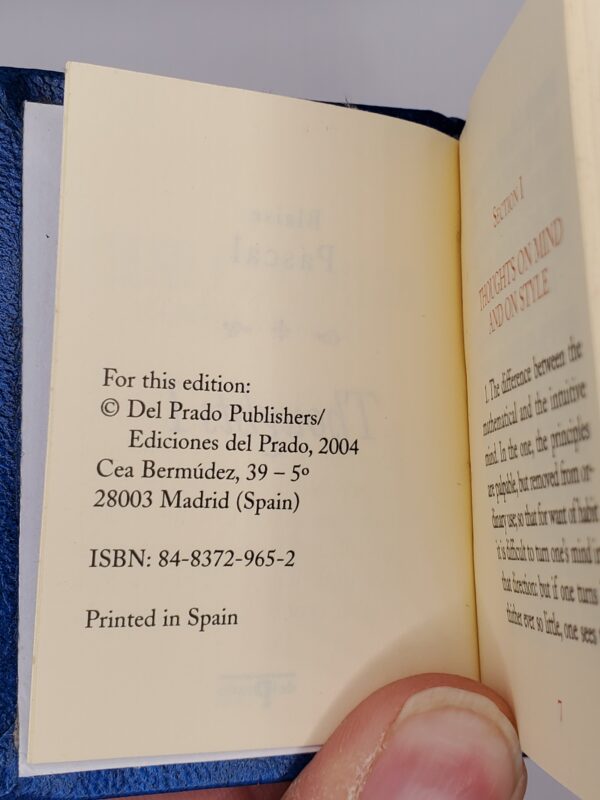 For this edition:
© Del Prado Publishers/
Ediciones del Prado, 2004
Cea Bermúdez, 39 – 5º
28003 Madrid (Spain)
ISBN: 84-8372-965-2
Printed in Spain
SECTION I
THOUGHTS ON MIND
AND ON STYLE
1. The difference between the
mathematical and the intuitive
mind. In the one, the principles
are palpable, but removed from or-
dinary use; so that for want of habit
it is difficult to turn one's mind in
that direction: but if one turns
thither ever so little, one sees
7